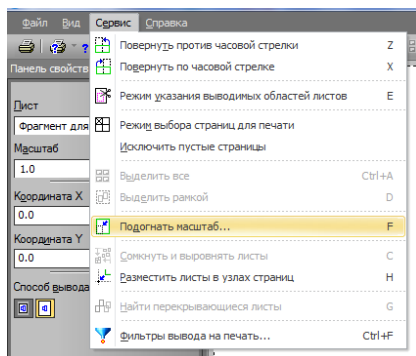 Файл Вид Сервис Справка
Панель свойств
Лист
Фрагмент для
Масштаб
1.0
Координата X
0.0
Координата Y
0.0
Способ вывода
Повернуть против часовой стрелки Z
Повернуть по часовой стрелке X
Режим указания выводимых областей листов E
Режим выбора страниц для печати
Исключить пустые страницы
Выделить все Ctrl+A
Выделить рамкой D
Подогнать масштаб... F
Сомкнуть и выровнять листы C
Разместить листы в узлах страниц H
Найти перекрывающиеся листы G
Фильтры вывода на печать... Ctrl+F